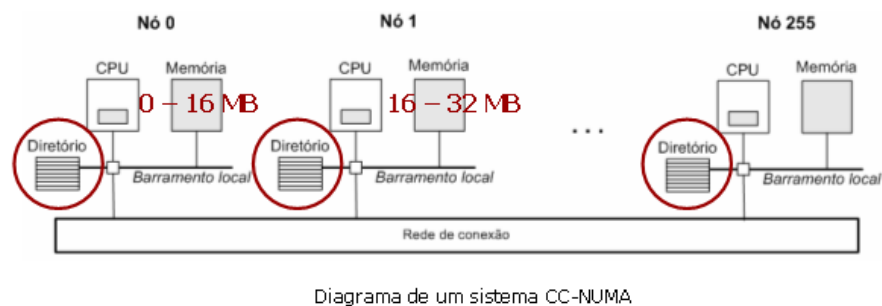 Nó 0
Nó 1
Nó 255
CPU
Memória
CPU
Memória
CPU
Memória
0 – 16 MB
16 – 32 MB
...
Diretório
Diretório
Diretório
Barramento local
Barramento local
Barramento local
Rede de conexão
Diagrama de um sistema CC-NUMA